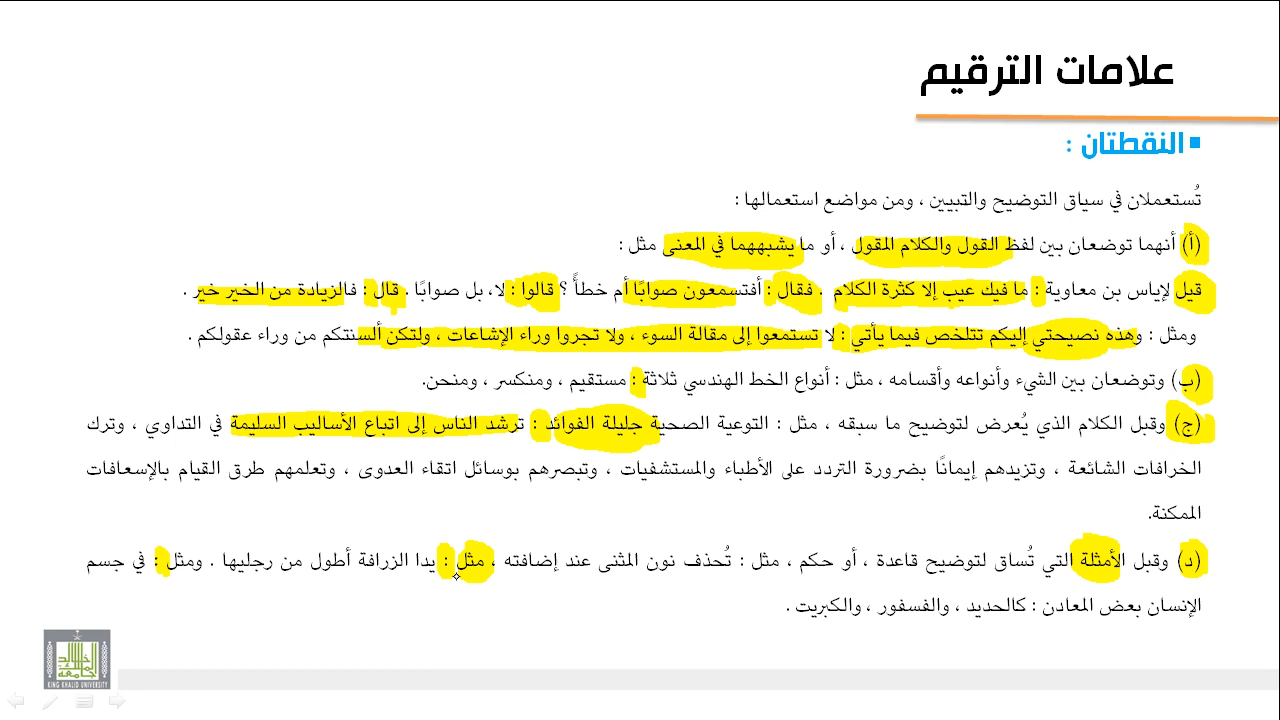 علامات الترقيم
النقطتان :
تُستعملان في سياق التوضيح والتبيين ، ومن مواضع استعمالها :
(أ) أنهما توضعان بين لفظ القول والكلام المقول ، أو ما يشبههما في المعنى مثل :
قيل لإياس بن معاوية : ما فيك عيب إلا كثرة الكلام . فقال : أفتسمعون صوابًا أم خطأً ؟ قالوا : لا، بل صوابًا . قال : فالزيادة من الخير خير .
ومثل : وهذه نصيحتي إليكم تتلخص فيما يأتي : لا تستمعوا إلى مقالة السوء ، ولا تجروا وراء الإشاعات ، ولتكن ألسنتكم من وراء عقولكم .
(ب) وتوضعان بين الشيء وأنواعه وأقسامه ، مثل : أنواع الخط الهندسي ثلاثة : مستقيم ، ومنكسر ، ومنحن.
(ج) وقبل الكلام الذي يُعرض لتوضيح ما سبقه ، مثل : التوعية الصحية جليلة الفوائد : ترشد الناس إلى اتباع الأساليب السليمة في التداوي ، وترك
الخرافات الشائعة ، وتزيدهم إيمانًا بضرورة التردد على الأطباء والمستشفيات ، وتبصرهم بوسائل اتقاء العدوى ، وتعلمهم طرق القيام بالإسعافات
الممكنة.
(د) وقبل الأمثلة التي تُساق لتوضيح قاعدة ، أو حكم ، مثل : تُحذف نون المثنى عند إضافته ، مثل : يدا الزرافة أطول من رجليها . ومثل : في جسم
الإنسان بعض المعادن : كالحديد ، والفسفور ، والكبريت .
جامعة الملك خالد
KING KHALID UNIVERSITY